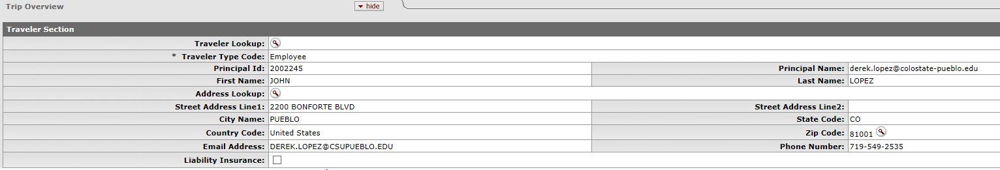 Trip Overview hide
Traveler Section
Traveler Lookup:
* Traveler Type Code: Employee
Principal Id: 2002245 Principal Name: derek.lopez@colostate-pueblo.edu
First Name: JOHN Last Name: LOPEZ
Address Lookup:
Street Address Line1: 2200 BONFORTE BLVD Street Address Line2:
City Name: PUEBLO State Code: CO
Country Code: United States Zip Code: 81001
Email Address: DEREK.LOPEZ@CSUPUEBLO.EDU Phone Number: 719-549-2535
Liability Insurance: